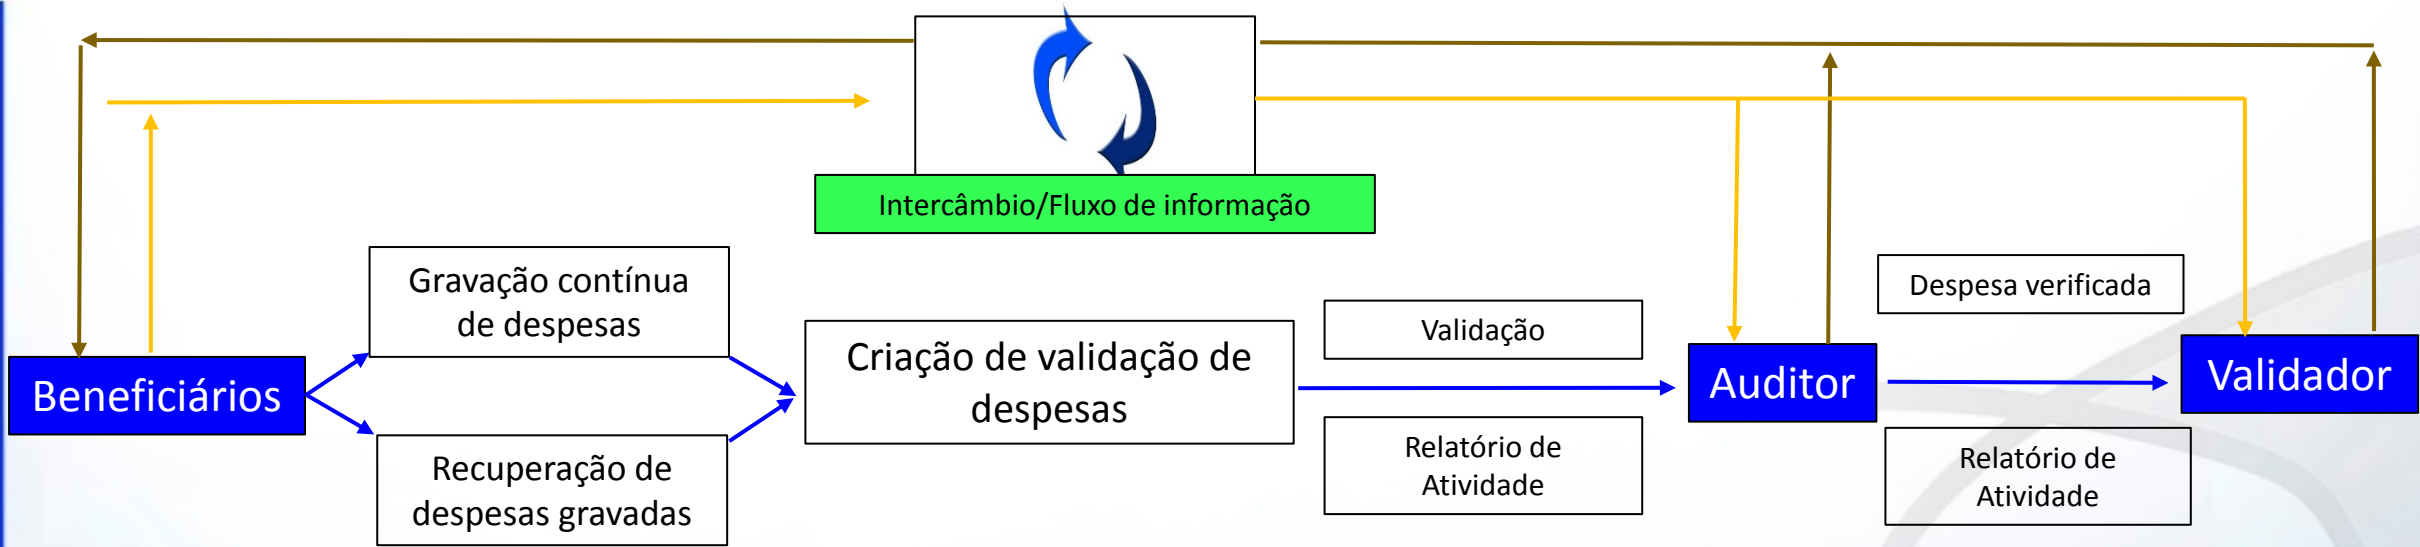 Intercâmbio/Fluxo de informação
Gravação contínua
de despesas
Beneficiários
Recuperação de
despesas gravadas
Criação de validação de
despesas
Validação
Relatório de
Atividade
Auditor
Despesa verificada
Relatório de
Atividade
Validador